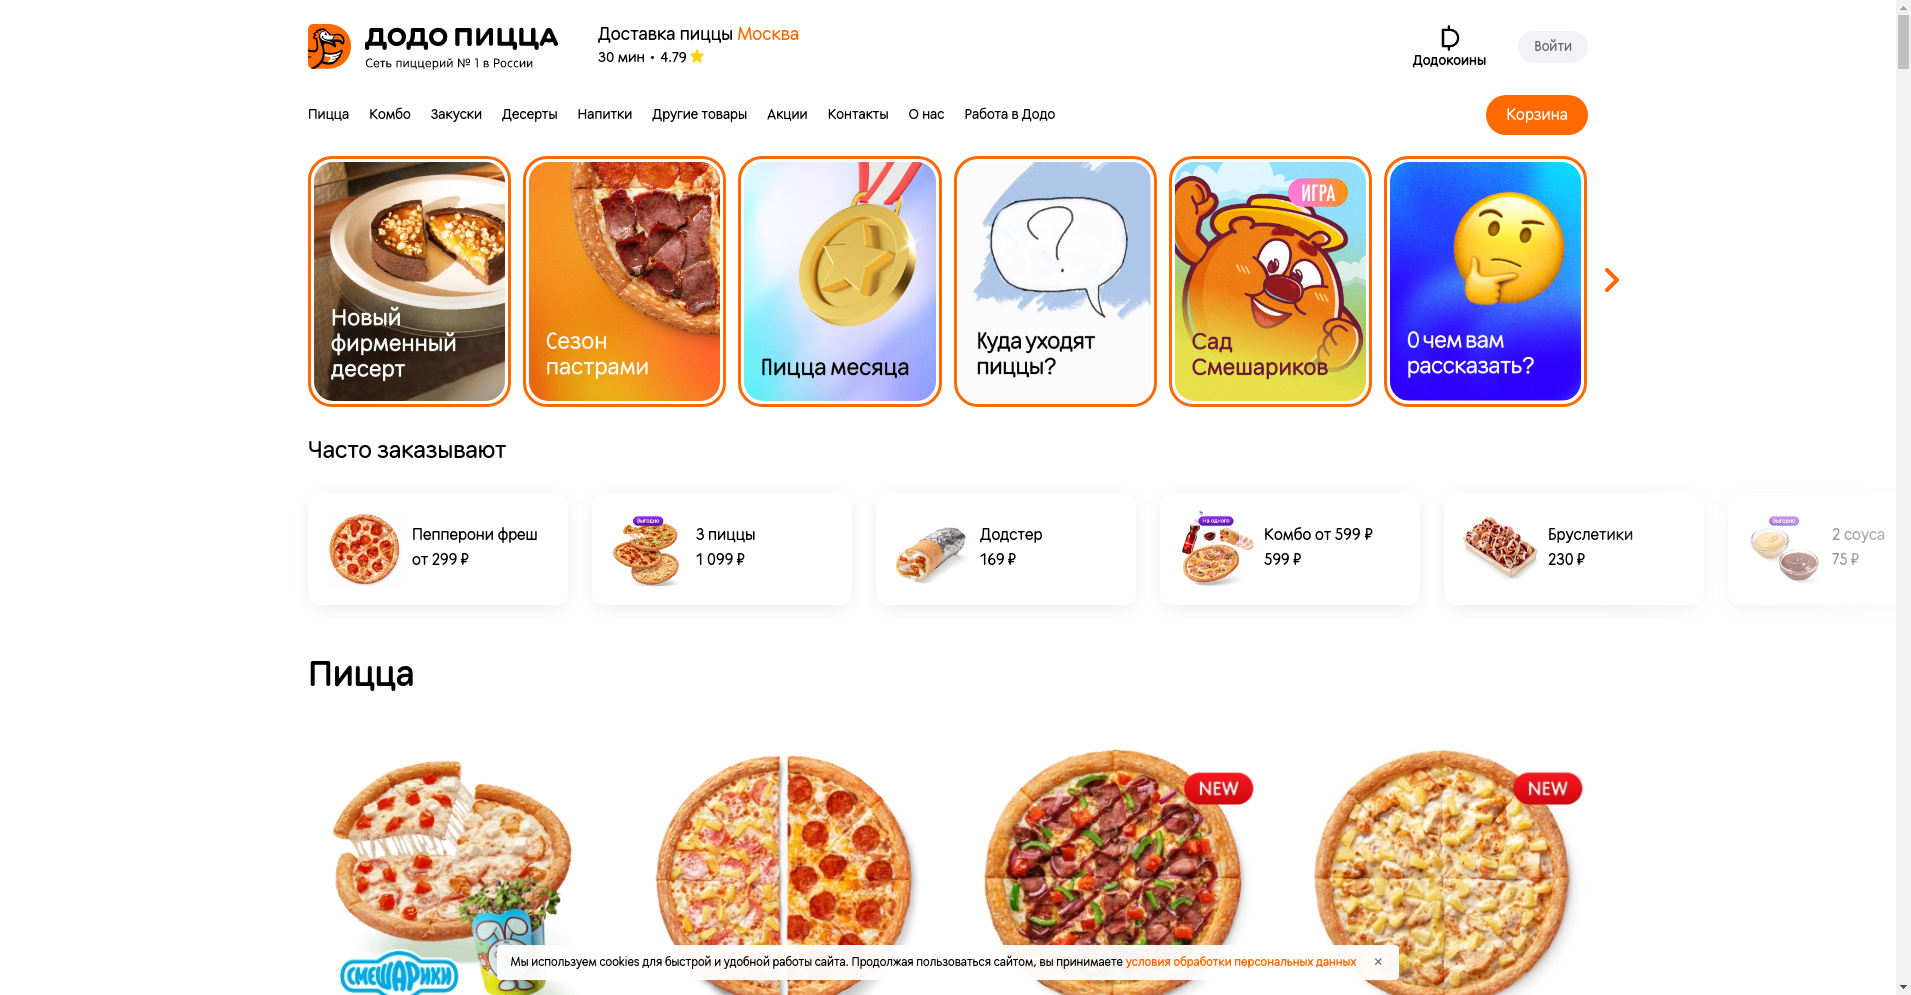 ДОДО ПИЦЦА
Сеть пиццерий № 1 в России
Доставка пиццы Москва
30 мин • 4.79
Додокоины
Войти
Пицца Комбо Закуски Десерты Напитки Другие товары Акции Контакты О нас Работа в Додо
Корзина
Новый
фирменный
десерт
Сезон
пастрами
Пицца месяца
Куда уходят
пиццы?
ИГРА
Сад
Смешариков
О чем вам
рассказать?
Часто заказывают
Пепперони фреш
от 299 ₽
Выгодно
3 пиццы
1 099 ₽
Додстер
169 ₽
На одного
Комбо от 599 ₽
599 ₽
Бруслетики
230 ₽
Выгодно
2 соуса
75 ₽
Пицца
СМЕШАРИКИ
NEW
NEW
Мы используем cookies для быстрой и удобной работы сайта. Продолжая пользоваться сайтом, вы принимаете условия обработки персональных данных